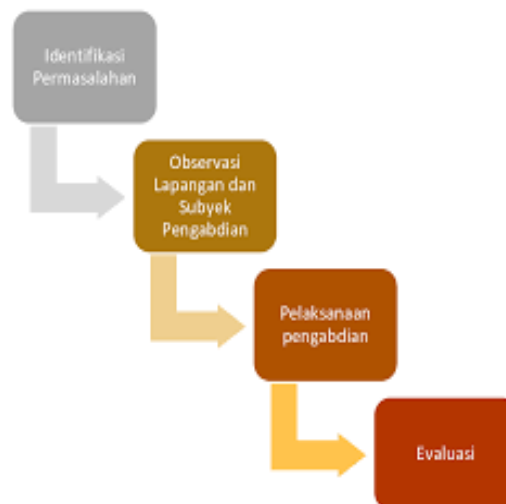 Identifikasi
Permasalahan
Observasi
Lapangan dan
Subyek
Pengabdian
Pelaksanaan
pengabdian
Evaluasi